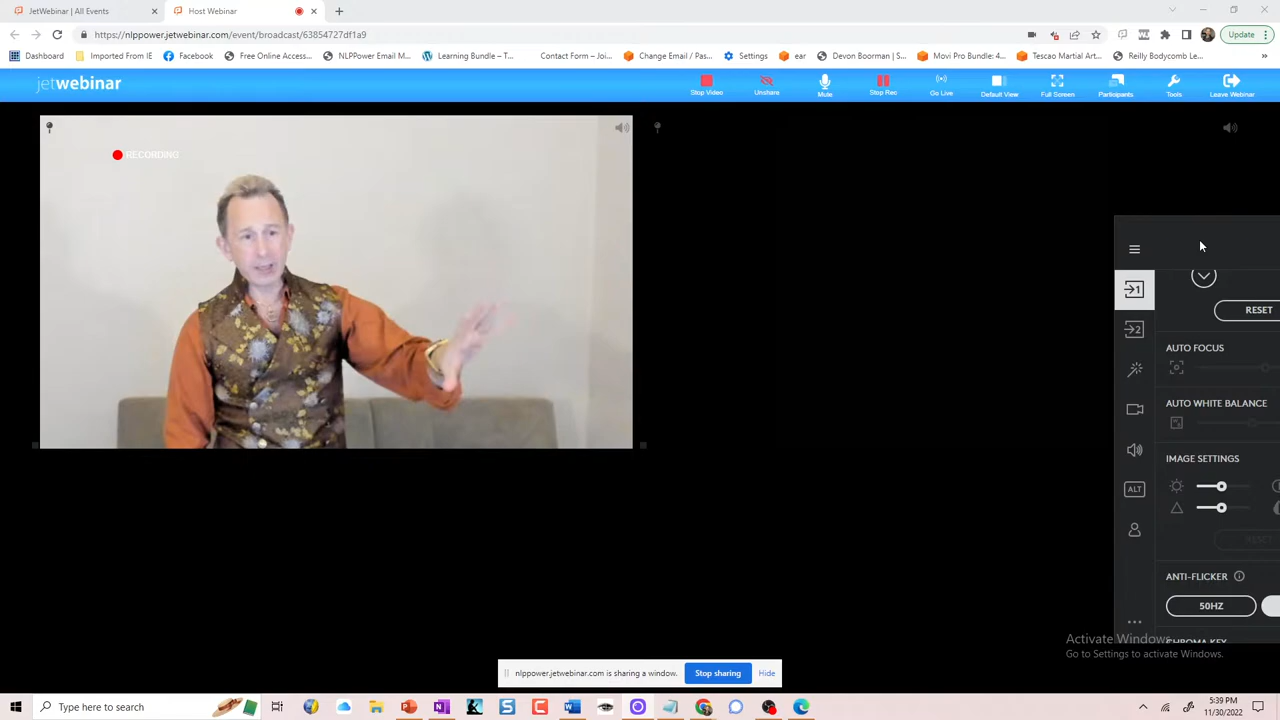 JetWebinar | All Events
Host Webinar
https://nlppower.jetwebinar.com/event/broadcast/63854727df1a9
Update
Dashboard
Imported From IE
Facebook
Free Online Access...
NLPPower Email M...
Learning Bundle – T...
Contact Form – Joi...
Change Email / Pas...
Settings
ear
Devon Boorman | S...
Movi Pro Bundle: 4...
Tescao Martial Art...
Reilly Bodycomb Le...
jetwebinar
Stop Video
Unshare
Mute
Stop Rec
Go Live
Default View
Full Screen
Participants
Tools
Leave Webinar
RECORDING
RESET
AUTO FOCUS
AUTO WHITE BALANCE
IMAGE SETTINGS
RESET
ANTI-FLICKER
50HZ
CHROMA KEY
ALT
Activate Windows
Go to Settings to activate Windows.
nlppower.jetwebinar.com is sharing a window.
Stop sharing
Hide
Type here to search
5:39 PM
11/30/2022